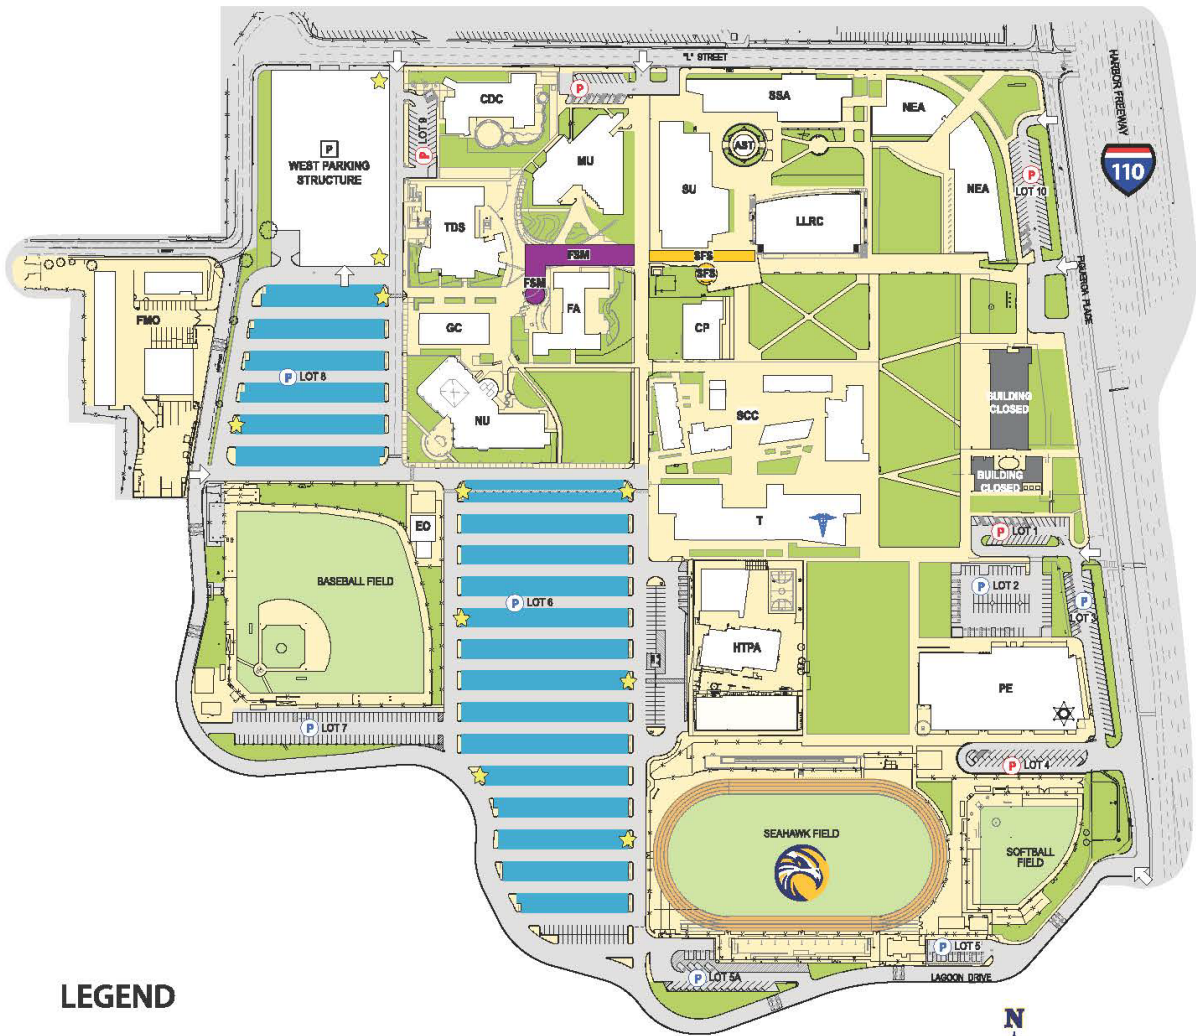 "L" STREET
HARBOR FREEWAY
110
P
WEST PARKING
STRUCTURE
LOT 9
P
CDC
P
MU
SSA
AST
SU
LLRC
NEA
NEA
P
LOT 10
FIGUEROA PLACE
TDS
FSM
FSM
SFS
SFS
FMO
GC
FA
CP
P LOT 8
NU
SCC
BUILDING
CLOSED
BUILDING
CLOSED
EO
T
P LOT 1
BASEBALL FIELD
P LOT 6
P LOT 2
P
LOT 3
HTPA
PE
P LOT 7
P LOT 4
SEAHAWK FIELD
SOFTBALL
FIELD
P LOT 5
P LOT 5A
LAGOON DRIVE
LEGEND
N